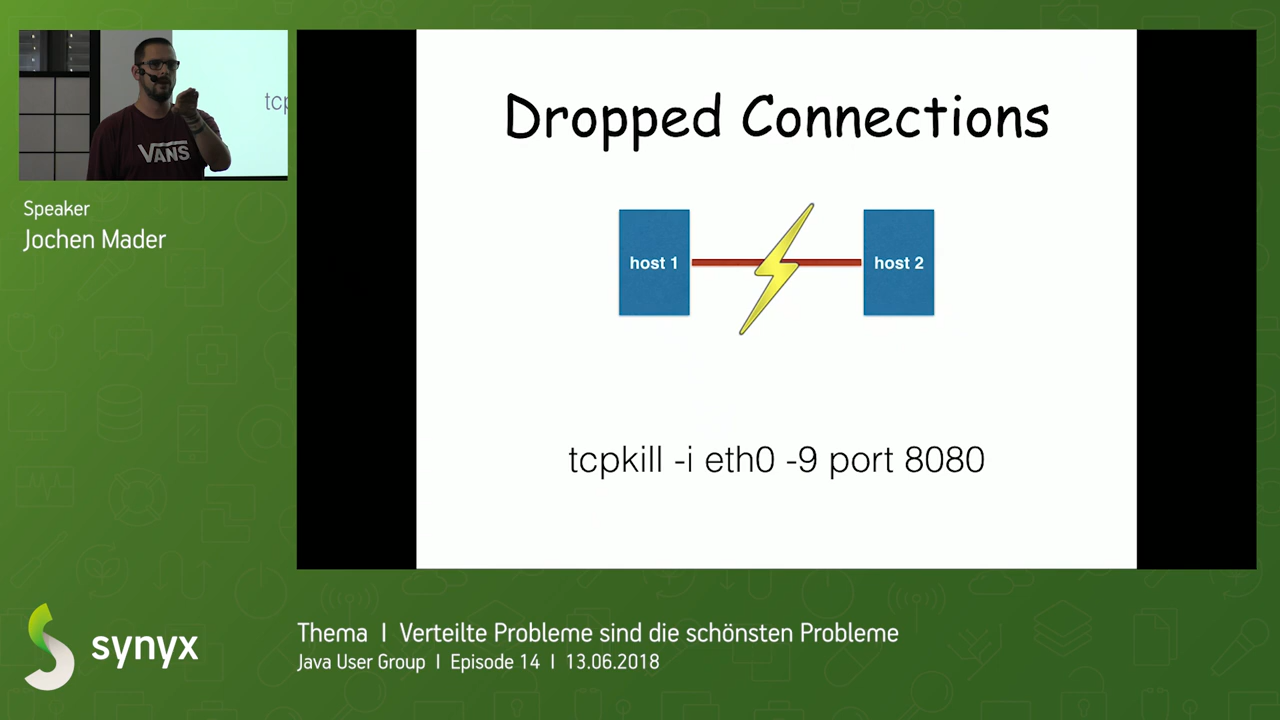 tcp
VANS
Speaker
Jochen Mader
Dropped Connections
host 1
host 2
tcpkill -i eth0 -9 port 8080
synyx
Thema I Verteilte Probleme sind die schönsten Probleme
Java User Group I Episode 14 I 13.06.2018